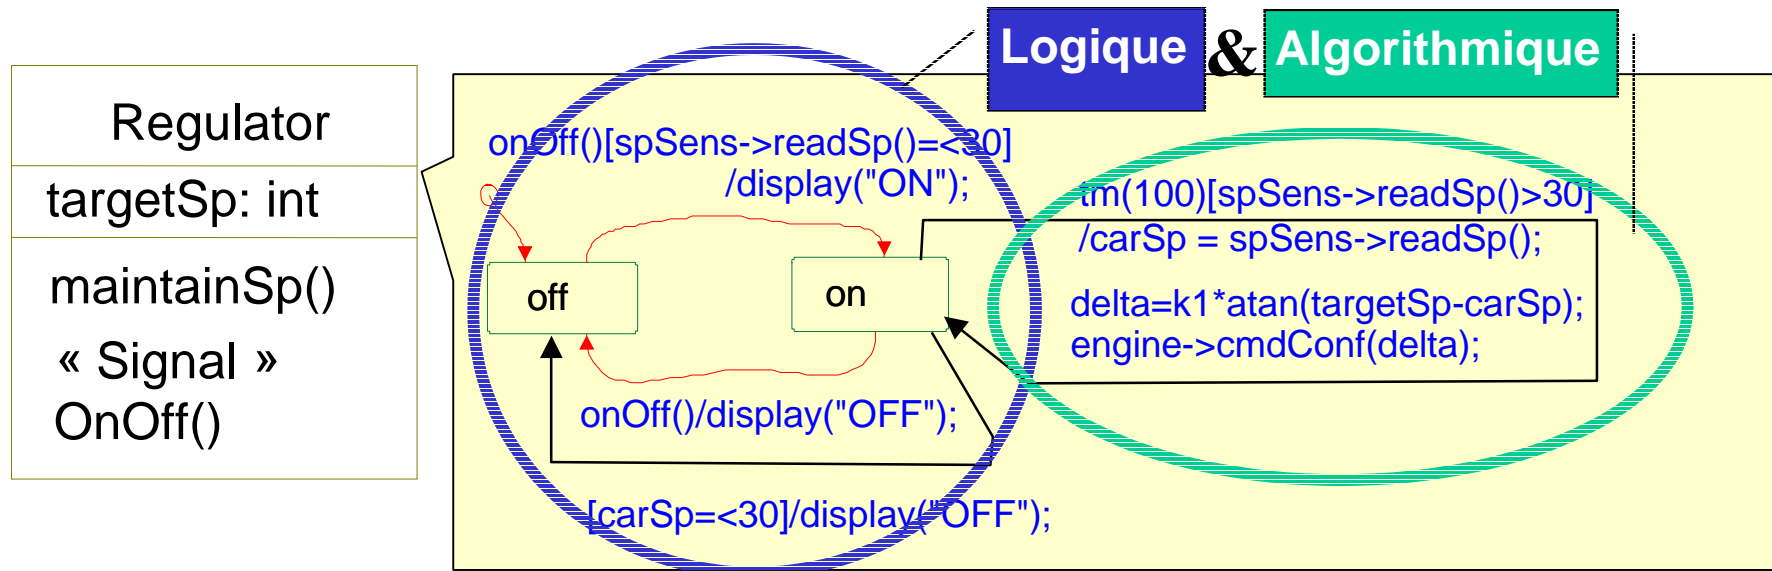 Logique & Algorithmique
Regulator
targetSp: int
maintainSp()
« Signal »
OnOff()
onOff()[spSens->readSp()=<30]
/display("ON");
off
on
onOff()/display("OFF");
[carSp=<30]/display("OFF");
tm(100)[spSens->readSp()>30]
/carSp = spSens->readSp();
delta=k1*atan(targetSp-carSp);
engine->cmdConf(delta);